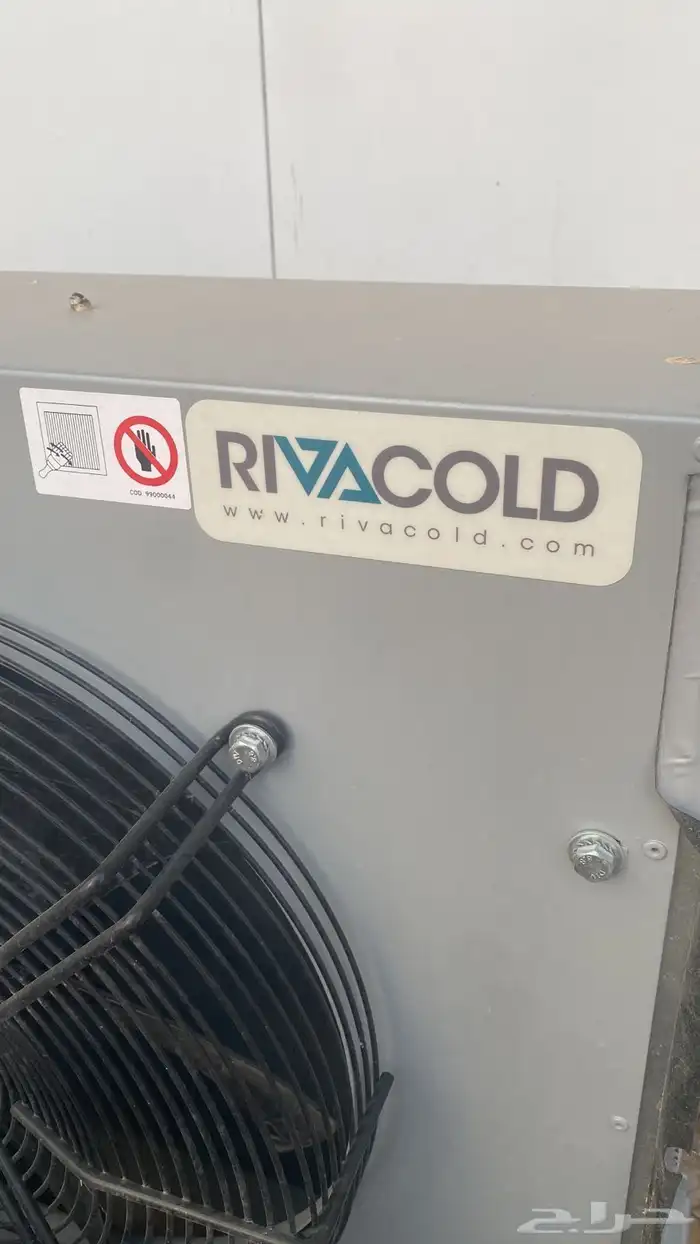 RIVACOLD
www.rivacold.com
COD. 99000044
حراج